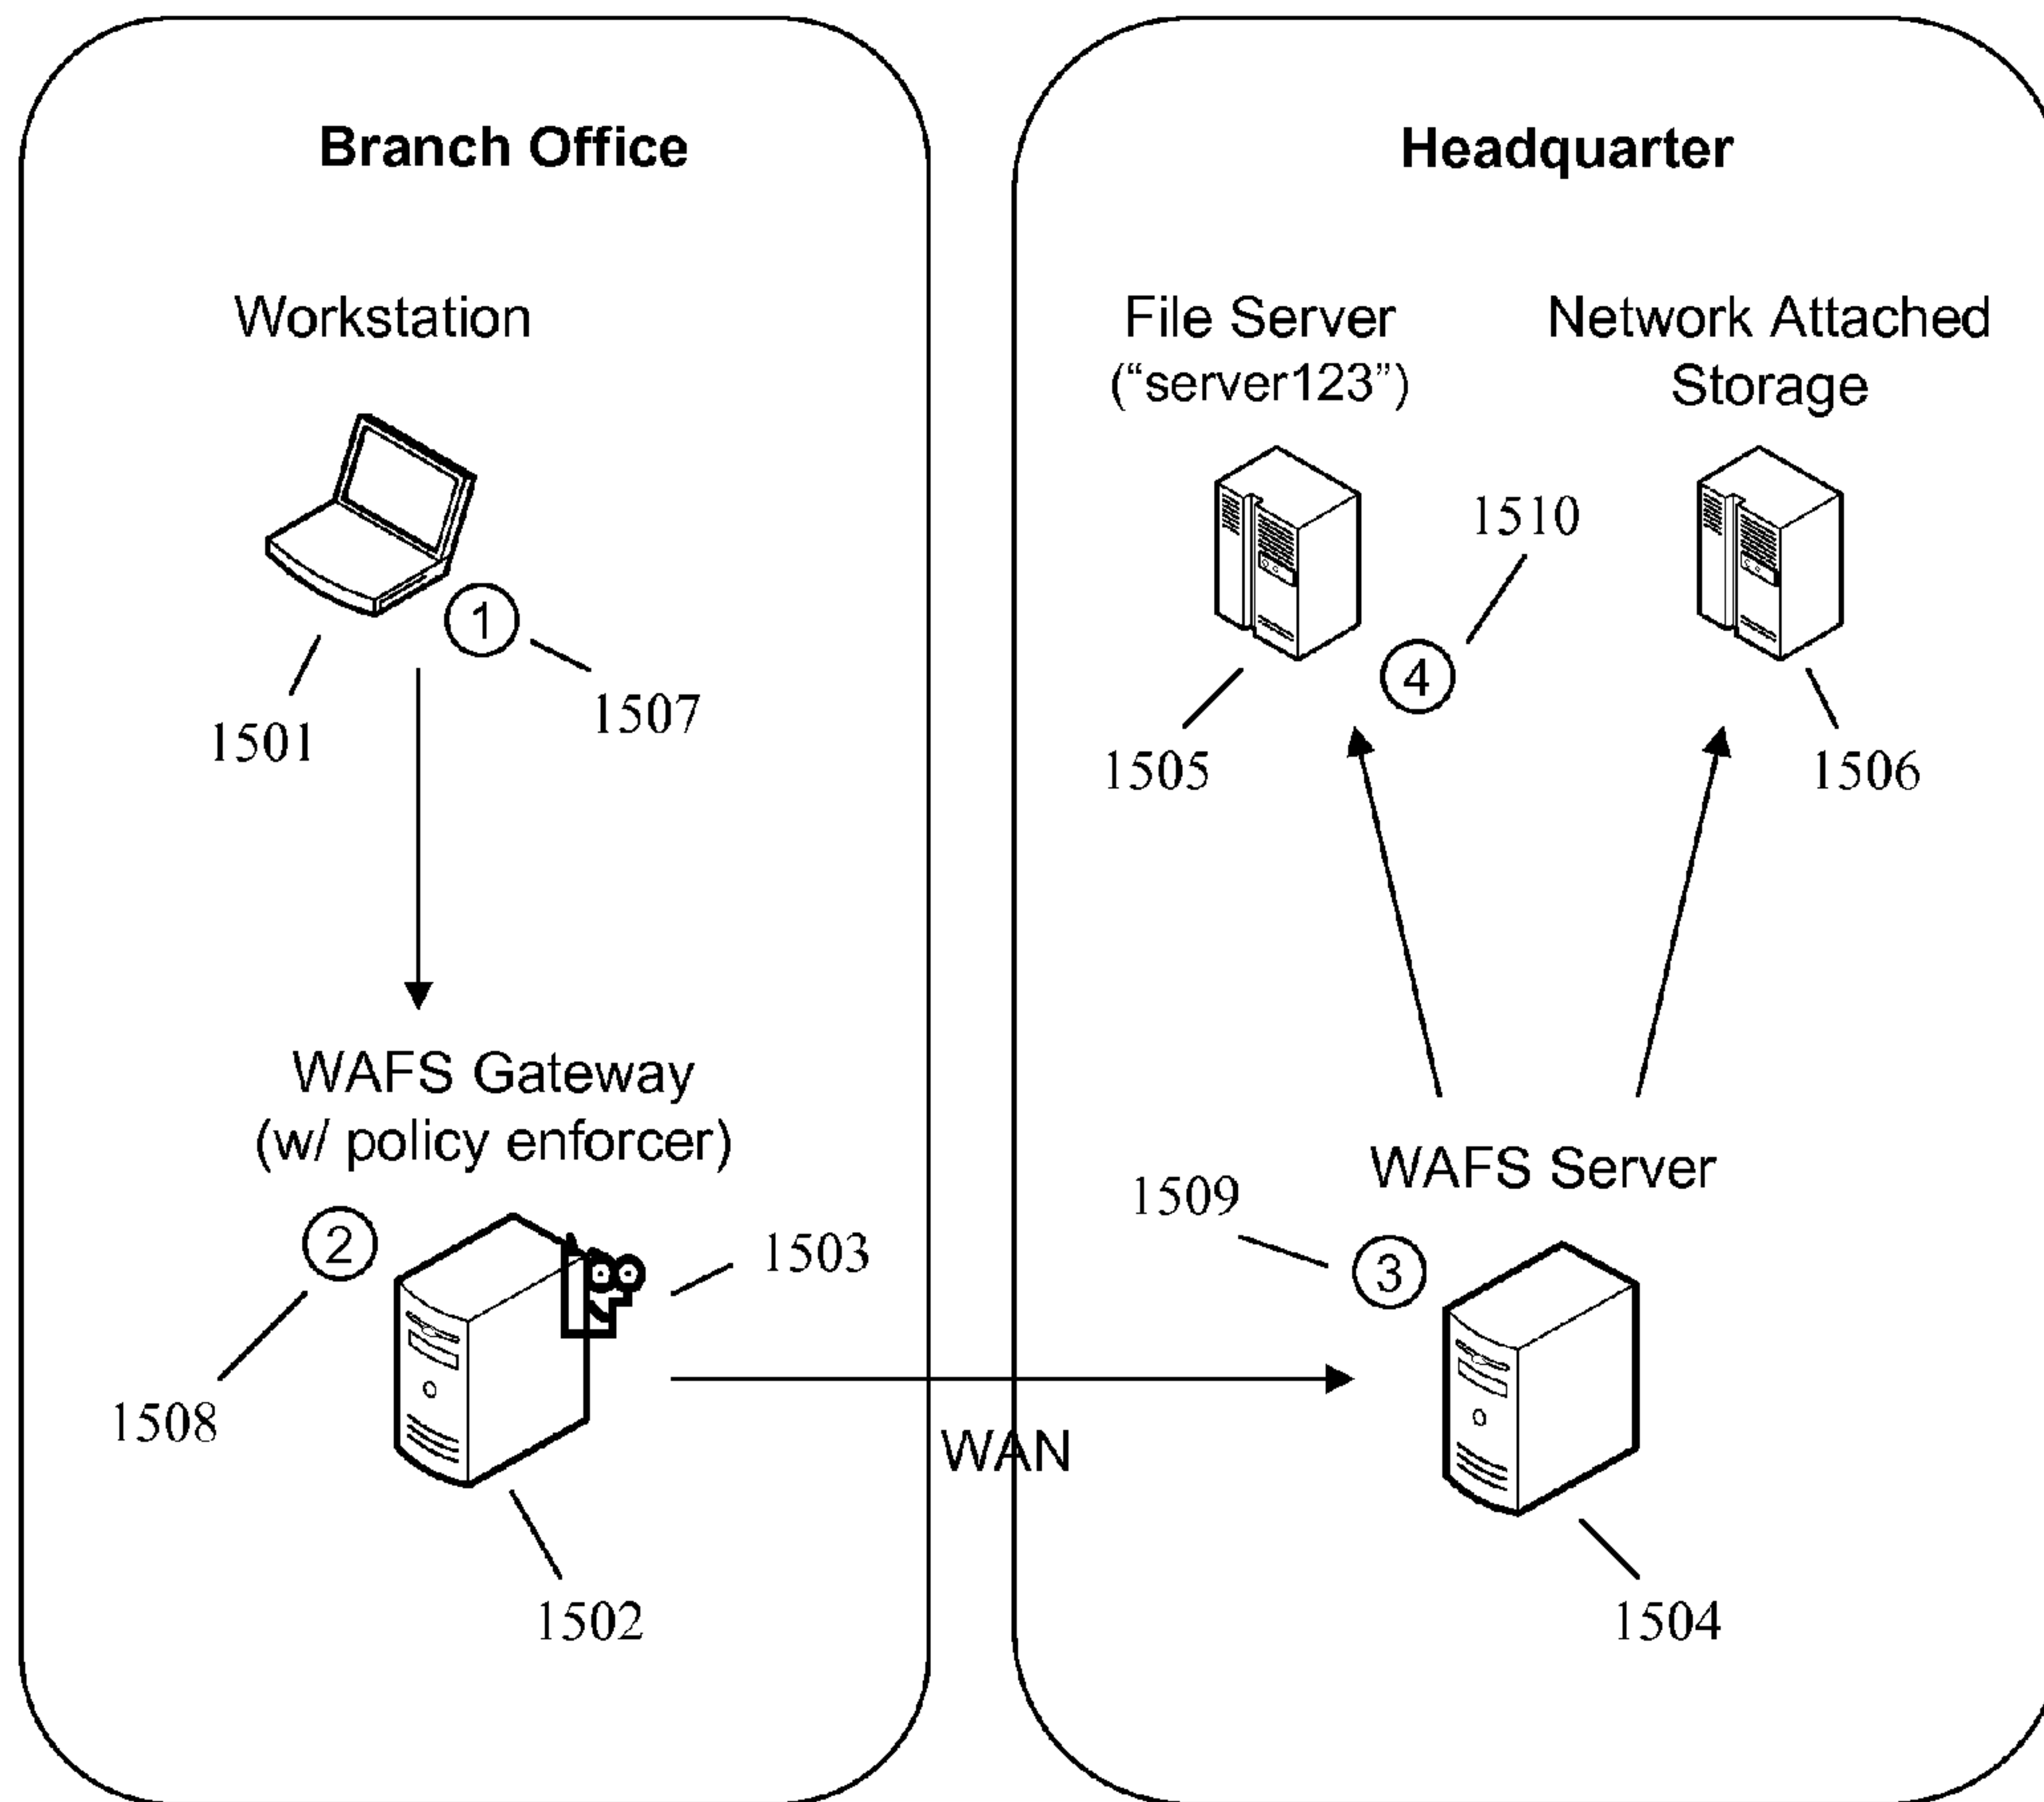 Branch Office
Workstation
1
1501
1507
WAFS Gateway
(w/ policy enforcer)
2
1503
1508
1502
WAN
Headquarter
File Server
("server123")
Network Attached
Storage
1510
4
1505
1506
WAFS Server
1509
3
1504